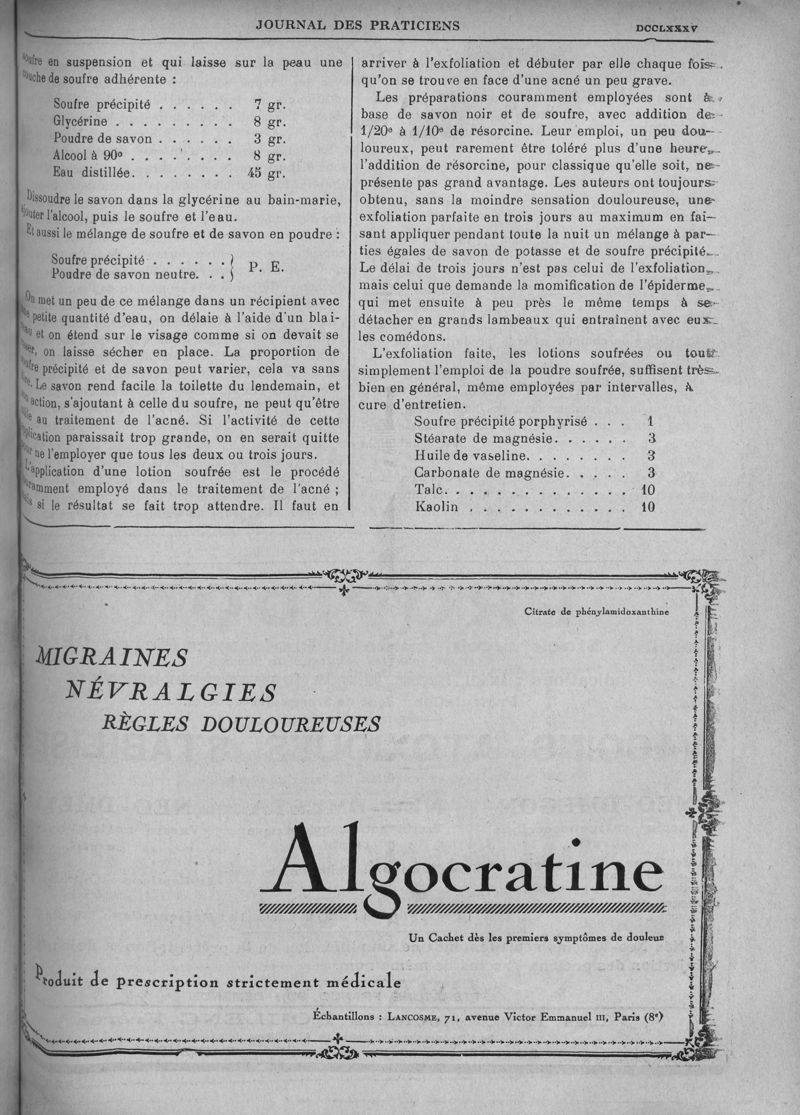 JOURNAL DES PRATICIENS
DCCLXXXV
soufre en suspension et qui laisse sur la peau une
couche de soufre adhérente :
Soufre précipité . . . . . . 7 gr.
Glycérine . . . . . . . . . 8 gr.
Poudre de savon . . . . . . 3 gr.
Alcool à 90° . . . . . . . . 8 gr.
Eau distillée. . . . . . . . 45 gr.
Dissoudre le savon dans la glycérine au bain-marie,
ajouter l'alcool, puis le soufre et l'eau.
Et aussi le mélange de soufre et de savon en poudre :
Soufre précipité . . . . . . )
Poudre de savon neutre. . . ) P. E.
On met un peu de ce mélange dans un récipient avec
une petite quantité d'eau, on délaie à l'aide d'un blai-
reau et on étend sur le visage comme si on devait se
raser, on laisse sécher en place. La proportion de
soufre précipité et de savon peut varier, cela va sans
dire. Le savon rend facile la toilette du lendemain, et
son action, s'ajoutant à celle du soufre, ne peut qu'être
utile au traitement de l'acné. Si l'activité de cette
application paraissait trop grande, on en serait quitte
pour ne l'employer que tous les deux ou trois jours.
L'application d'une lotion soufrée est le procédé
couramment employé dans le traitement de l'acné ;
mais si le résultat se fait trop attendre. Il faut en
arriver à l'exfoliation et débuter par elle chaque fois
qu'on se trouve en face d'une acné un peu grave.
Les préparations couramment employées sont à
base de savon noir et de soufre, avec addition de
1/20e à 1/10e de résorcine. Leur emploi, un peu dou-
loureux, peut rarement être toléré plus d'une heure,
l'addition de résorcine, pour classique qu'elle soit, ne
présente pas grand avantage. Les auteurs ont toujours
obtenu, sans la moindre sensation douloureuse, une
exfoliation parfaite en trois jours au maximum en fai-
sant appliquer pendant toute la nuit un mélange à par-
ties égales de savon de potasse et de soufre précipité.
Le délai de trois jours n'est pas celui de l'exfoliation,
mais celui que demande la momification de l'épiderme,
qui met ensuite à peu près le même temps à se
détacher en grands lambeaux qui entraînent avec eux
les comédons.
L'exfoliation faite, les lotions soufrées ou tout
simplement l'emploi de la poudre soufrée, suffisent très
bien en général, même employées par intervalles, à
cure d'entretien.
Soufre précipité porphyrisé . . . 1
Stéarate de magnésie. . . . . . 3
Huile de vaseline. . . . . . . . 3
Carbonate de magnésie. . . . . 3
Talc. . . . . . . . . . . . . . 10
Kaolin . . . . . . . . . . . . 10
Citrate de phénylamidoxanthine
MIGRAINES
NÉVRALGIES
RÈGLES DOULOUREUSES
Algocratine
Un Cachet dès les premiers symptômes de douleur
Produit de prescription strictement médicale
Échantillons : LANCOSME, 71, avenue Victor Emmanuel III, Paris (8e)